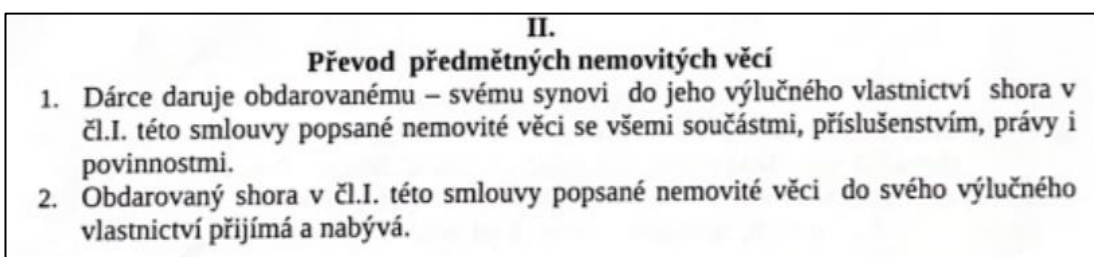 II.
Převod předmětných nemovitých věcí
1. Dárce daruje obdarovanému – svému synovi do jeho výlučného vlastnictví shora v
čl.I. této smlouvy popsané nemovité věci se všemi součástmi, příslušenstvím, právy i
povinnostmi.
2. Obdarovaný shora v čl.I. této smlouvy popsané nemovité věci do svého výlučného
vlastnictví přijímá a nabývá.